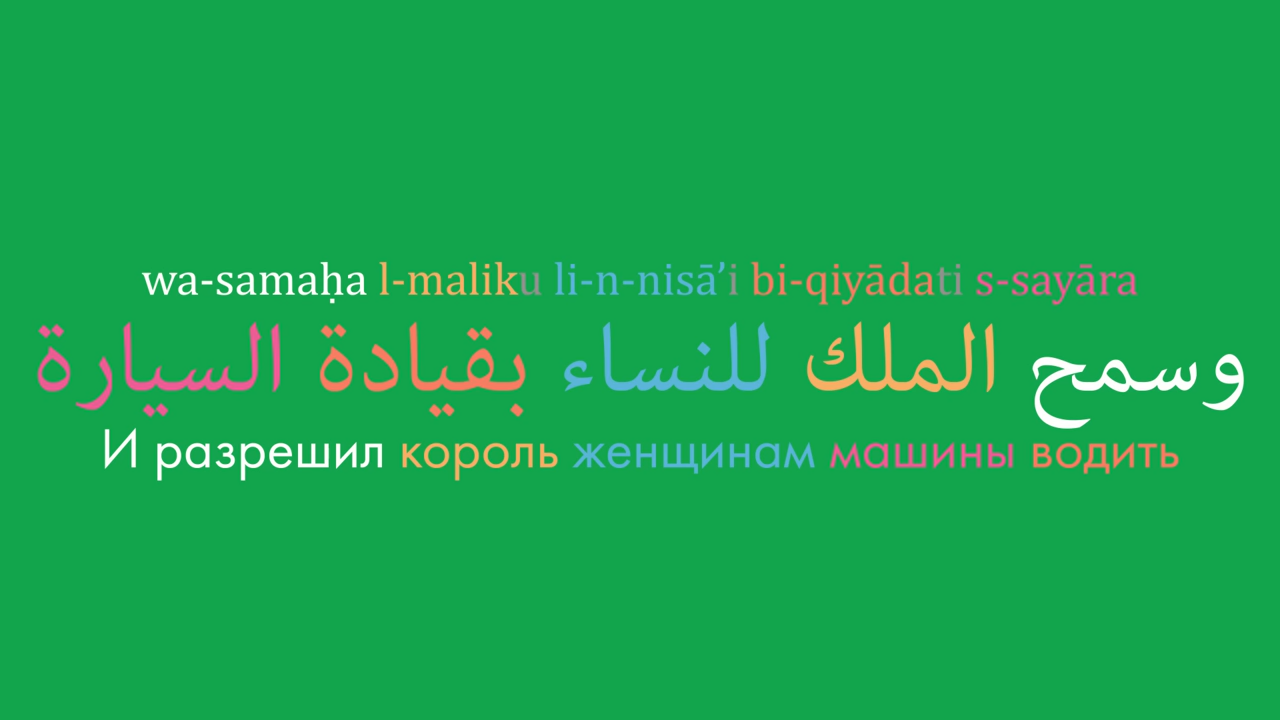 wa-samaḥa l-maliku li-n-nisā’i bi-qiyādati s-sayāra
وسمح الملك للنساء بقيادة السيارة
И разрешил король женщинам машины водить